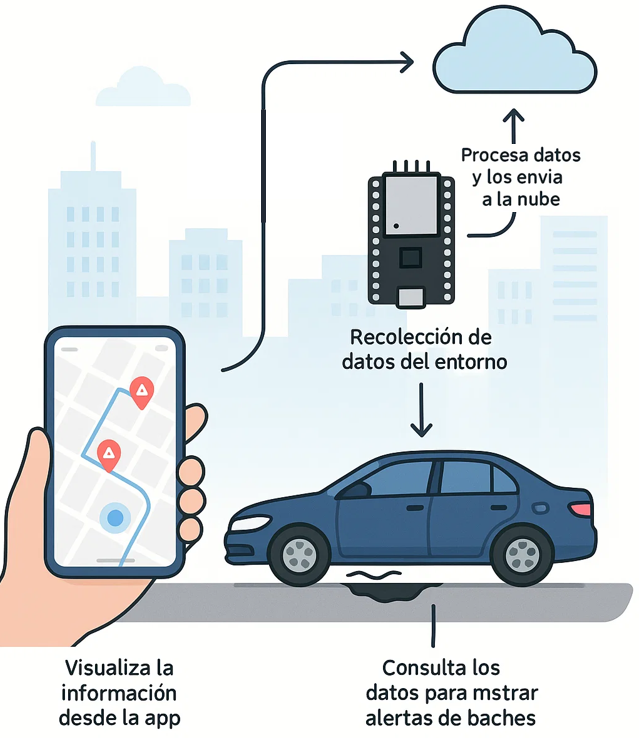 Procesa datos
y los envia
a la nube
Recolección de
datos del entorno
Visualiza la
información
desde la app
Consulta los
datos para mstrar
alertas de baches